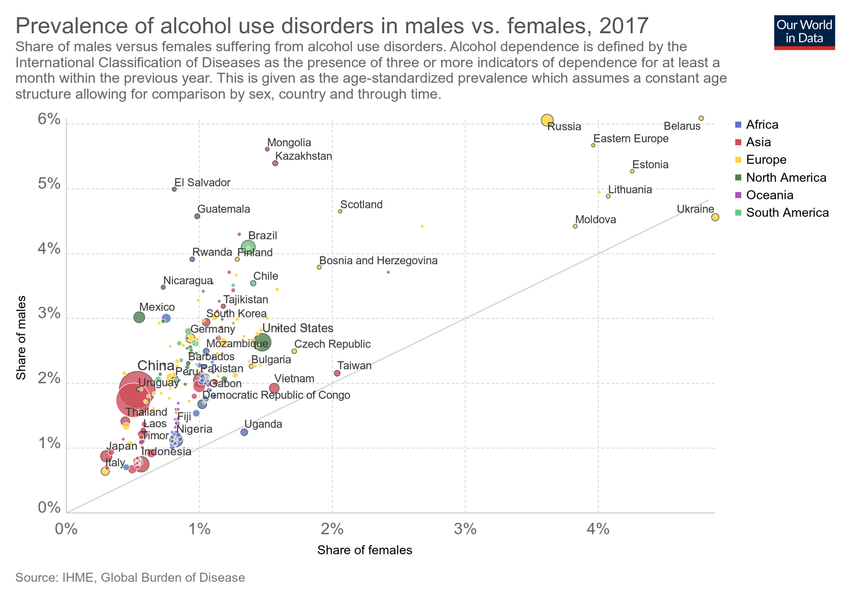 Prevalence of alcohol use disorders in males vs. females, 2017
Our World
in Data
Share of males versus females suffering from alcohol use disorders. Alcohol dependence is defined by the
International Classification of Diseases as the presence of three or more indicators of dependence for at least a
month within the previous year. This is given as the age-standardized prevalence which assumes a constant age
structure allowing for comparison by sex, country and through time.
6%
Russia
Belarus
Africa
Mongolia
Eastern Europe
Asia
Kazakhstan
Estonia
Europe
North America
5%
El Salvador
Lithuania
Oceania
Guatemala
Scotland
Ukraine
South America
Moldova
Brazil
4%
Rwanda
Finland
Bosnia and Herzegovina
Nicaragua
Chile
Tajikistan
3%
Mexico
South Korea
Germany
United States
Mozambique
Czech Republic
Barbados
Bulgaria
China
Peru
Pakistan
Taiwan
2%
Uruguay
Gabon
Vietnam
Democratic Republic of Congo
Thailand
Fiji
Laos
Uganda
Timor
Nigeria
1%
Japan
Indonesia
Italy
0%
0%
1%
2%
3%
4%
Share of males
Share of females
Source: IHME, Global Burden of Disease